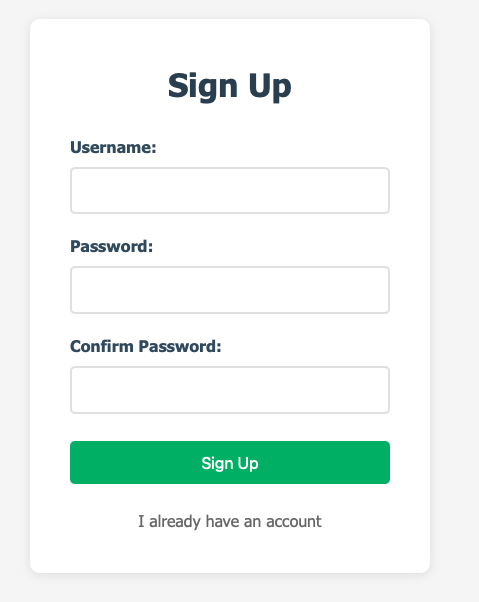 Sign Up
Username:
Password:
Confirm Password:
Sign Up
I already have an account